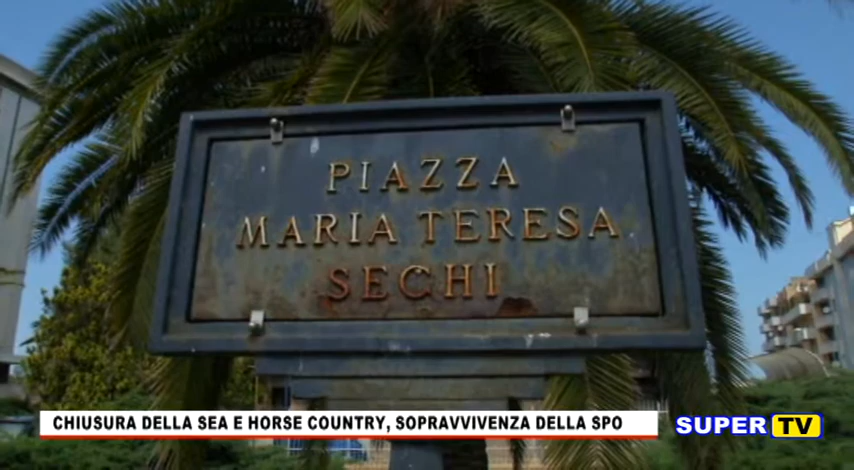 PIAZZA
MARIA TERESA
SECHI
CHIUSURA DELLA SEA E HORSE COUNTRY, SOPRAVVIVENZA DELLA SPO
SUPER TV